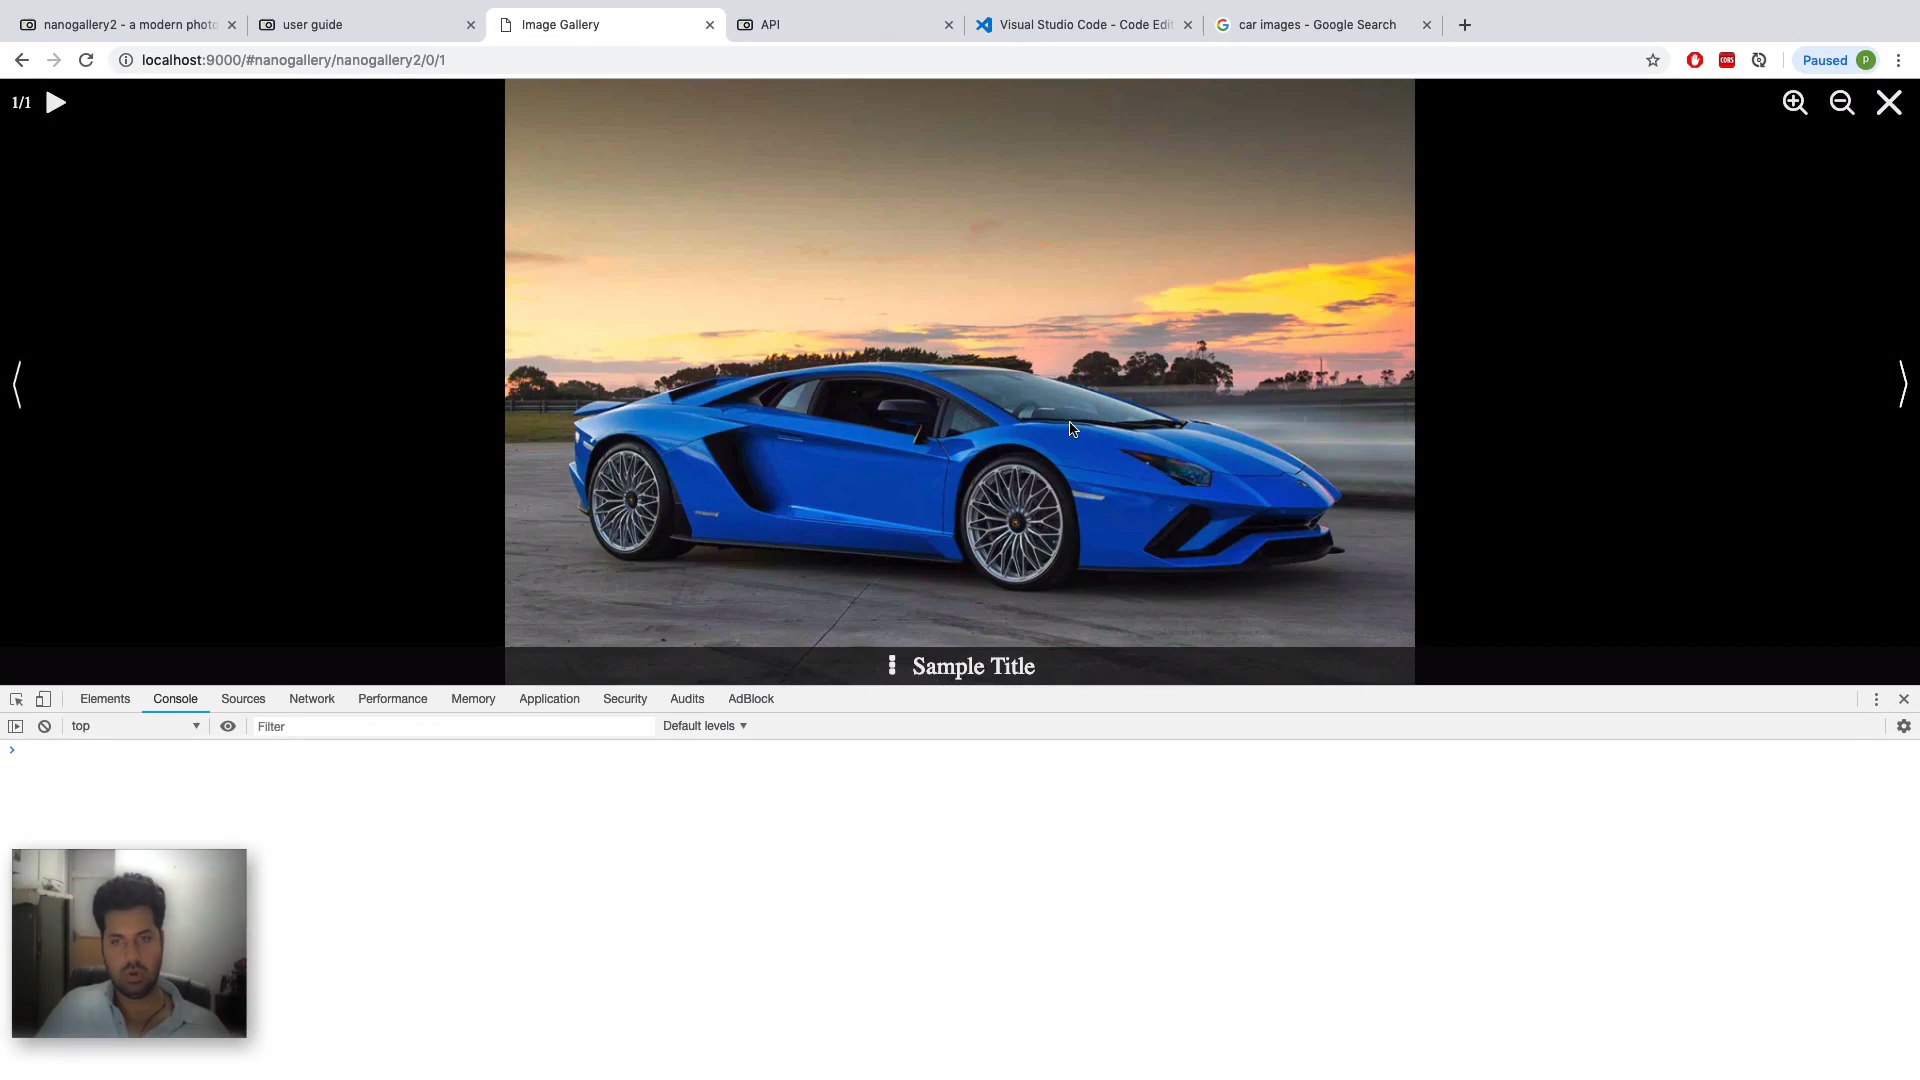 nanogallery2 - a modern photo
user guide
Image Gallery
API
Visual Studio Code - Code Edit
car images - Google Search
localhost:9000/#nanogallery/nanogallery2/0/1
CORS
Paused
P
1/1
Sample Title
Elements
Console
Sources
Network
Performance
Memory
Application
Security
Audits
AdBlock
top
Filter
Default levels